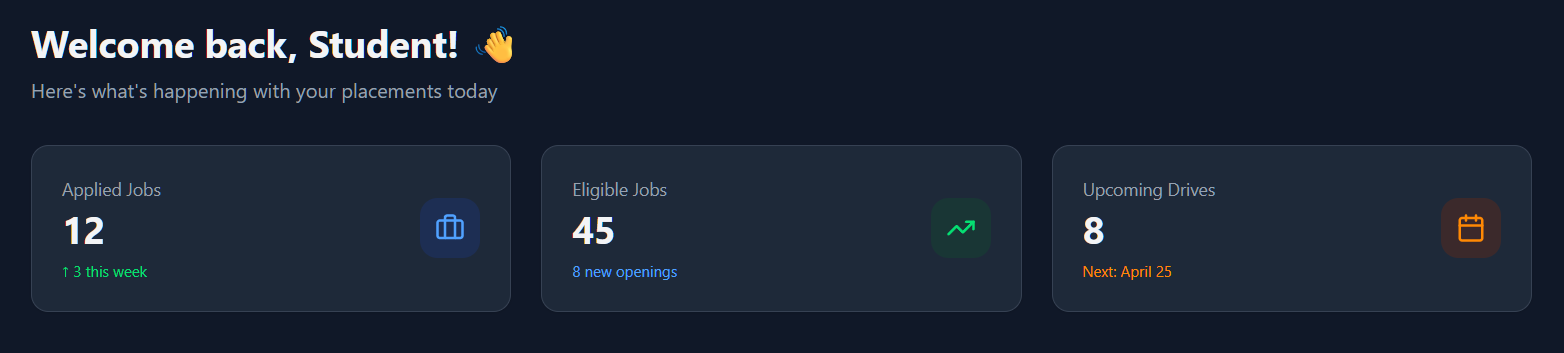 Welcome back, Student! 👋
Here's what's happening with your placements today
Applied Jobs
12
↑ 3 this week
Eligible Jobs
45
8 new openings
Upcoming Drives
8
Next: April 25